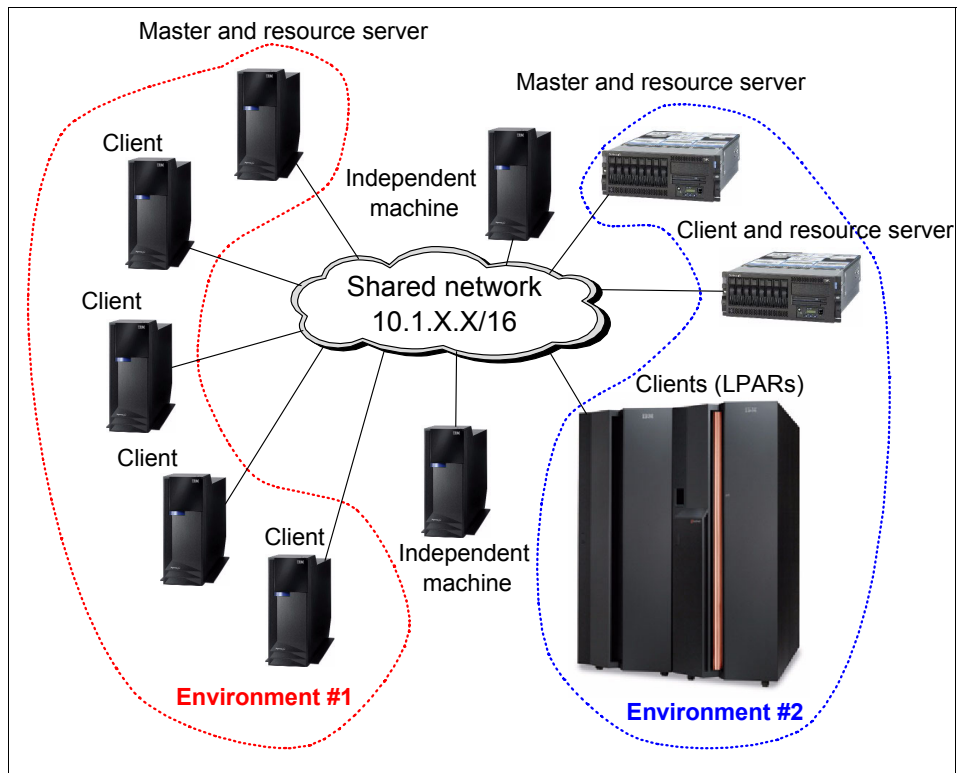 Master and resource server
Master and resource server
Client
Independent
machine
Client and resource server
Shared network
10.1.X.X/16
Client
Clients (LPARs)
Client
Client
Independent
machine
Environment #1
Environment #2